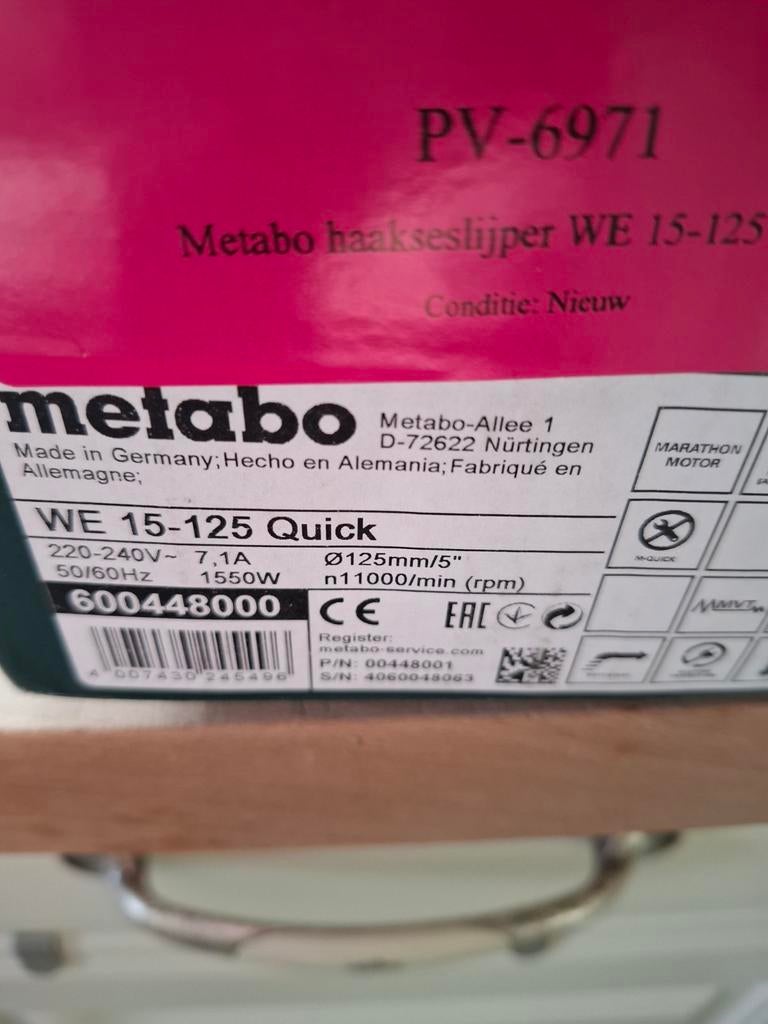 PV-6971
Metabo haakseslijper WE 15-125
Conditie: Nieuw
metabo
Metabo-Allee 1
D-72622 Nürtingen
Made in Germany;Hecho en Alemania;Fabriqué en
Allemagne;
MARATHON
MOTOR
WE 15-125 Quick
M-QUICK
220-240V~ 7,1A Ø125mm/5"
50/60Hz 1550W n11000/min (rpm)
600448000
CE EAC
MMVT
Register:
metabo-service.com
P/N: 00448001
S/N: 4060048063
4 007430 245496